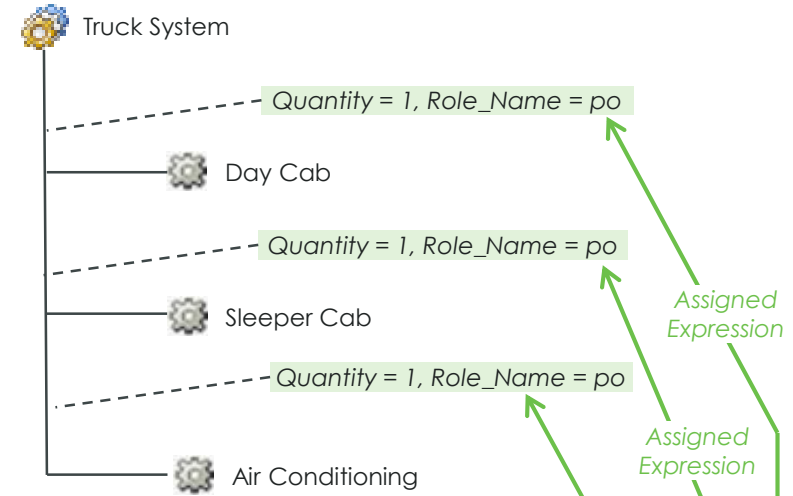 Truck System
Quantity = 1, Role_Name = po
Day Cab
Quantity = 1, Role_Name = po
Assigned
Expression
Sleeper Cab
Quantity = 1, Role_Name = po
Assigned
Expression
Air Conditioning